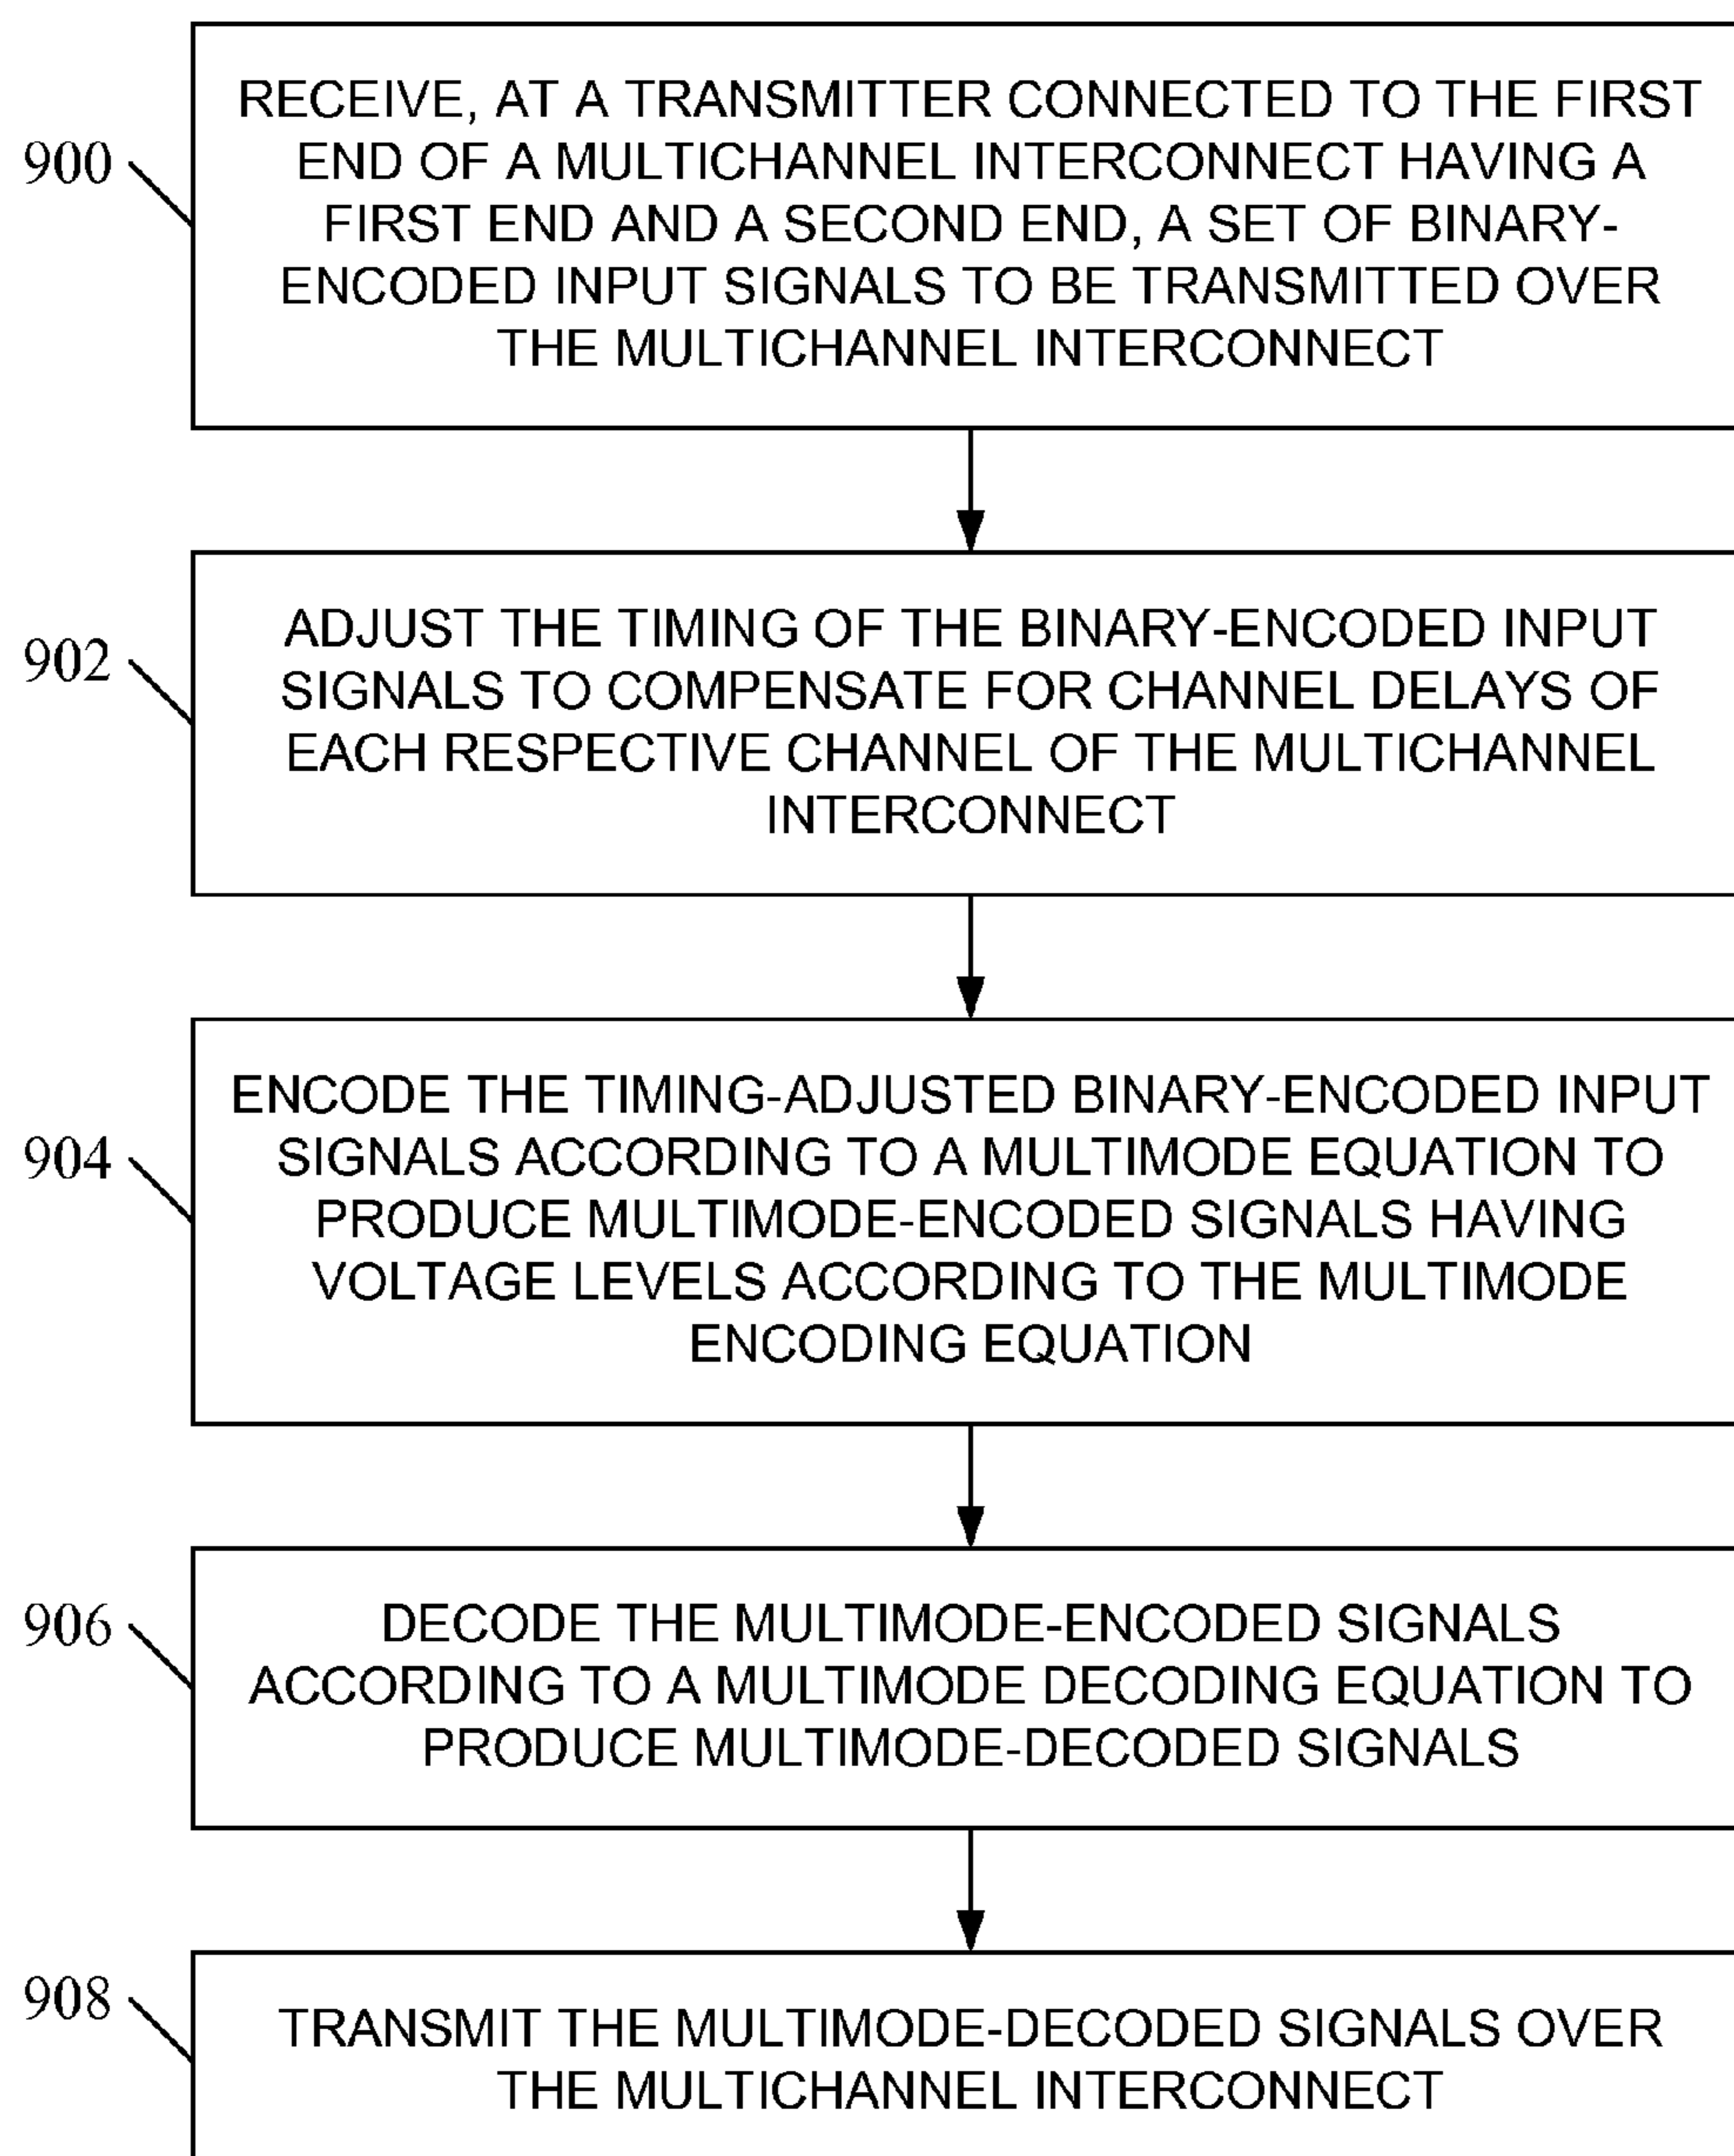 RECEIVE, AT A TRANSMITTER CONNECTED TO THE FIRST
END OF A MULTICHANNEL INTERCONNECT HAVING A
900
FIRST END AND A SECOND END, A SET OF BINARY-
ENCODED INPUT SIGNALS TO BE TRANSMITTED OVER
THE MULTICHANNEL INTERCONNECT
ADJUST THE TIMING OF THE BINARY-ENCODED INPUT
902
SIGNALS TO COMPENSATE FOR CHANNEL DELAYS OF
EACH RESPECTIVE CHANNEL OF THE MULTICHANNEL
INTERCONNECT
ENCODE THE TIMING-ADJUSTED BINARY-ENCODED INPUT
904
SIGNALS ACCORDING TO A MULTIMODE EQUATION TO
PRODUCE MULTIMODE-ENCODED SIGNALS HAVING
VOLTAGE LEVELS ACCORDING TO THE MULTIMODE
ENCODING EQUATION
906
DECODE THE MULTIMODE-ENCODED SIGNALS
ACCORDING TO A MULTIMODE DECODING EQUATION TO
PRODUCE MULTIMODE-DECODED SIGNALS
908
TRANSMIT THE MULTIMODE-DECODED SIGNALS OVER
THE MULTICHANNEL INTERCONNECT